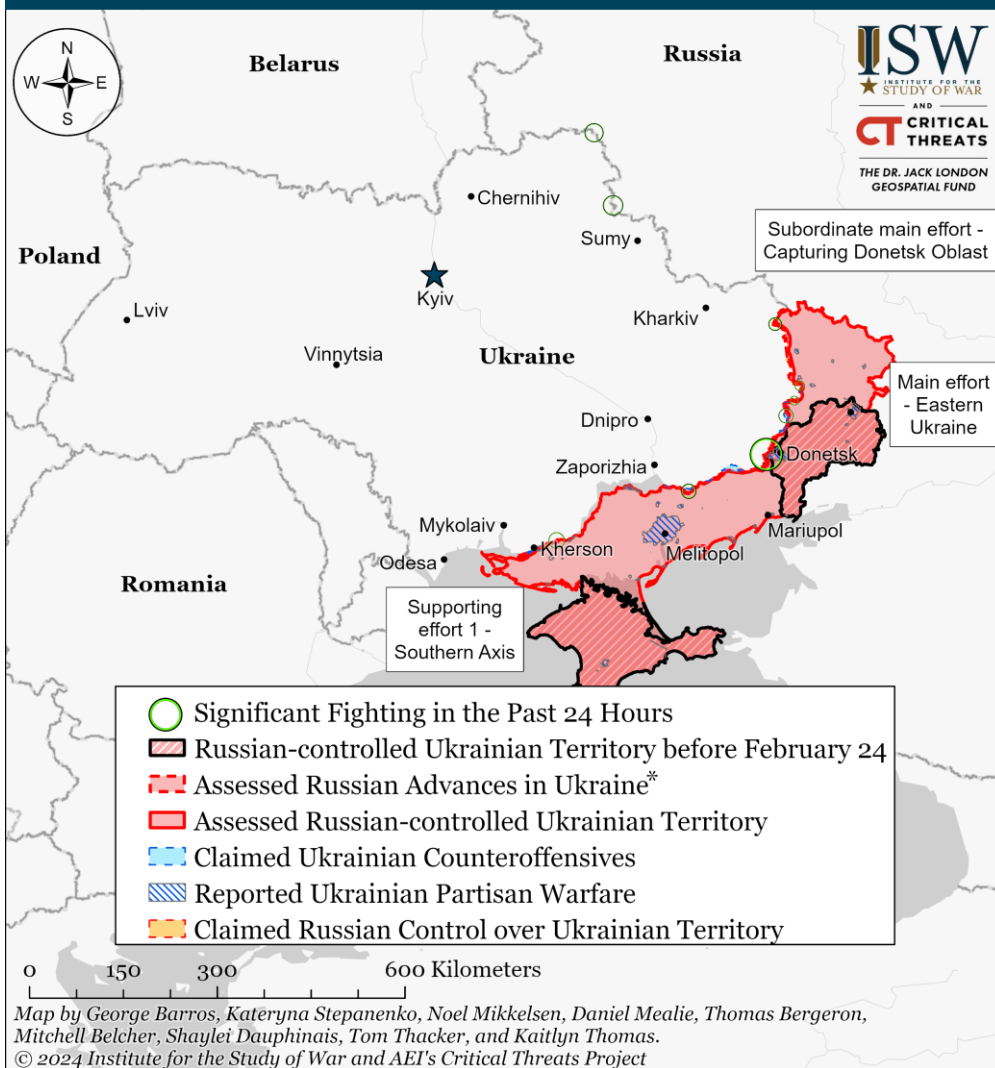 N
W E
S
Belarus
Russia
ISW
INSTITUTE FOR THE
STUDY OF WAR
AND
CT CRITICAL
THREATS
THE DR. JACK LONDON
GEOSPATIAL FUND
Chernihiv
Sumy
Subordinate main effort -
Capturing Donetsk Oblast
Poland
Kyiv
Lviv
Kharkiv
Vinnytsia
Ukraine
Main effort
- Eastern
Ukraine
Dnipro
Donetsk
Zaporizhia
Mykolaiv
Mariupol
Kherson
Melitopol
Odesa
Romania
Supporting
effort 1 -
Southern Axis
Significant Fighting in the Past 24 Hours
Russian-controlled Ukrainian Territory before February 24
Assessed Russian Advances in Ukraine*
Assessed Russian-controlled Ukrainian Territory
Claimed Ukrainian Counteroffensives
Reported Ukrainian Partisan Warfare
Claimed Russian Control over Ukrainian Territory
0 150 300 600 Kilometers
Map by George Barros, Kateryna Stepanenko, Noel Mikkelsen, Daniel Mealie, Thomas Bergeron,
Mitchell Belcher, Shaylei Dauphinais, Tom Thacker, and Kaitlyn Thomas.
© 2024 Institute for the Study of War and AEI's Critical Threats Project